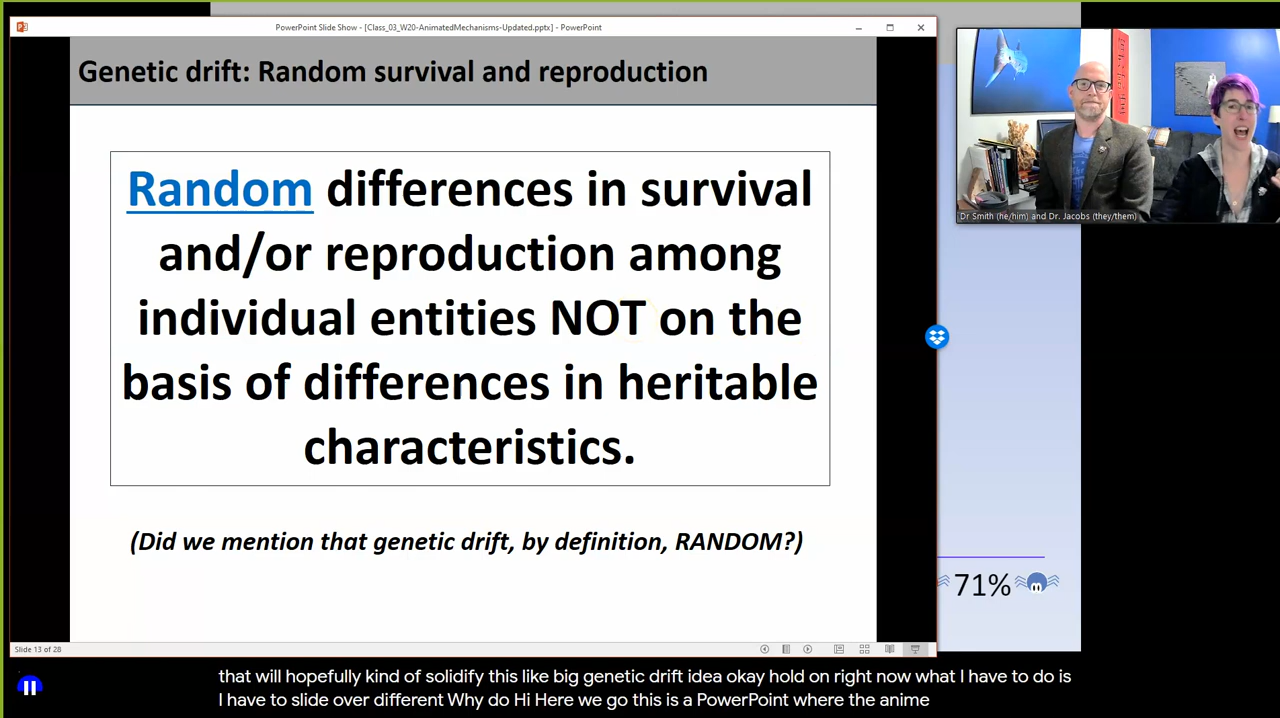 PowerPoint Slide Show - [Class_03_W20-AnimatedMechanisms-Updated.pptx] - PowerPoint
Genetic drift: Random survival and reproduction
Random differences in survival
and/or reproduction among
individual entities NOT on the
basis of differences in heritable
characteristics.
(Did we mention that genetic drift, by definition, RANDOM?)
Dr Smith (he/him) and Dr. Jacobs (they/them)
71%
Slide 13 of 28
that will hopefully kind of solidify this like big genetic drift idea okay hold on right now what I have to do is
I have to slide over different Why do Hi Here we go this is a PowerPoint where the anime